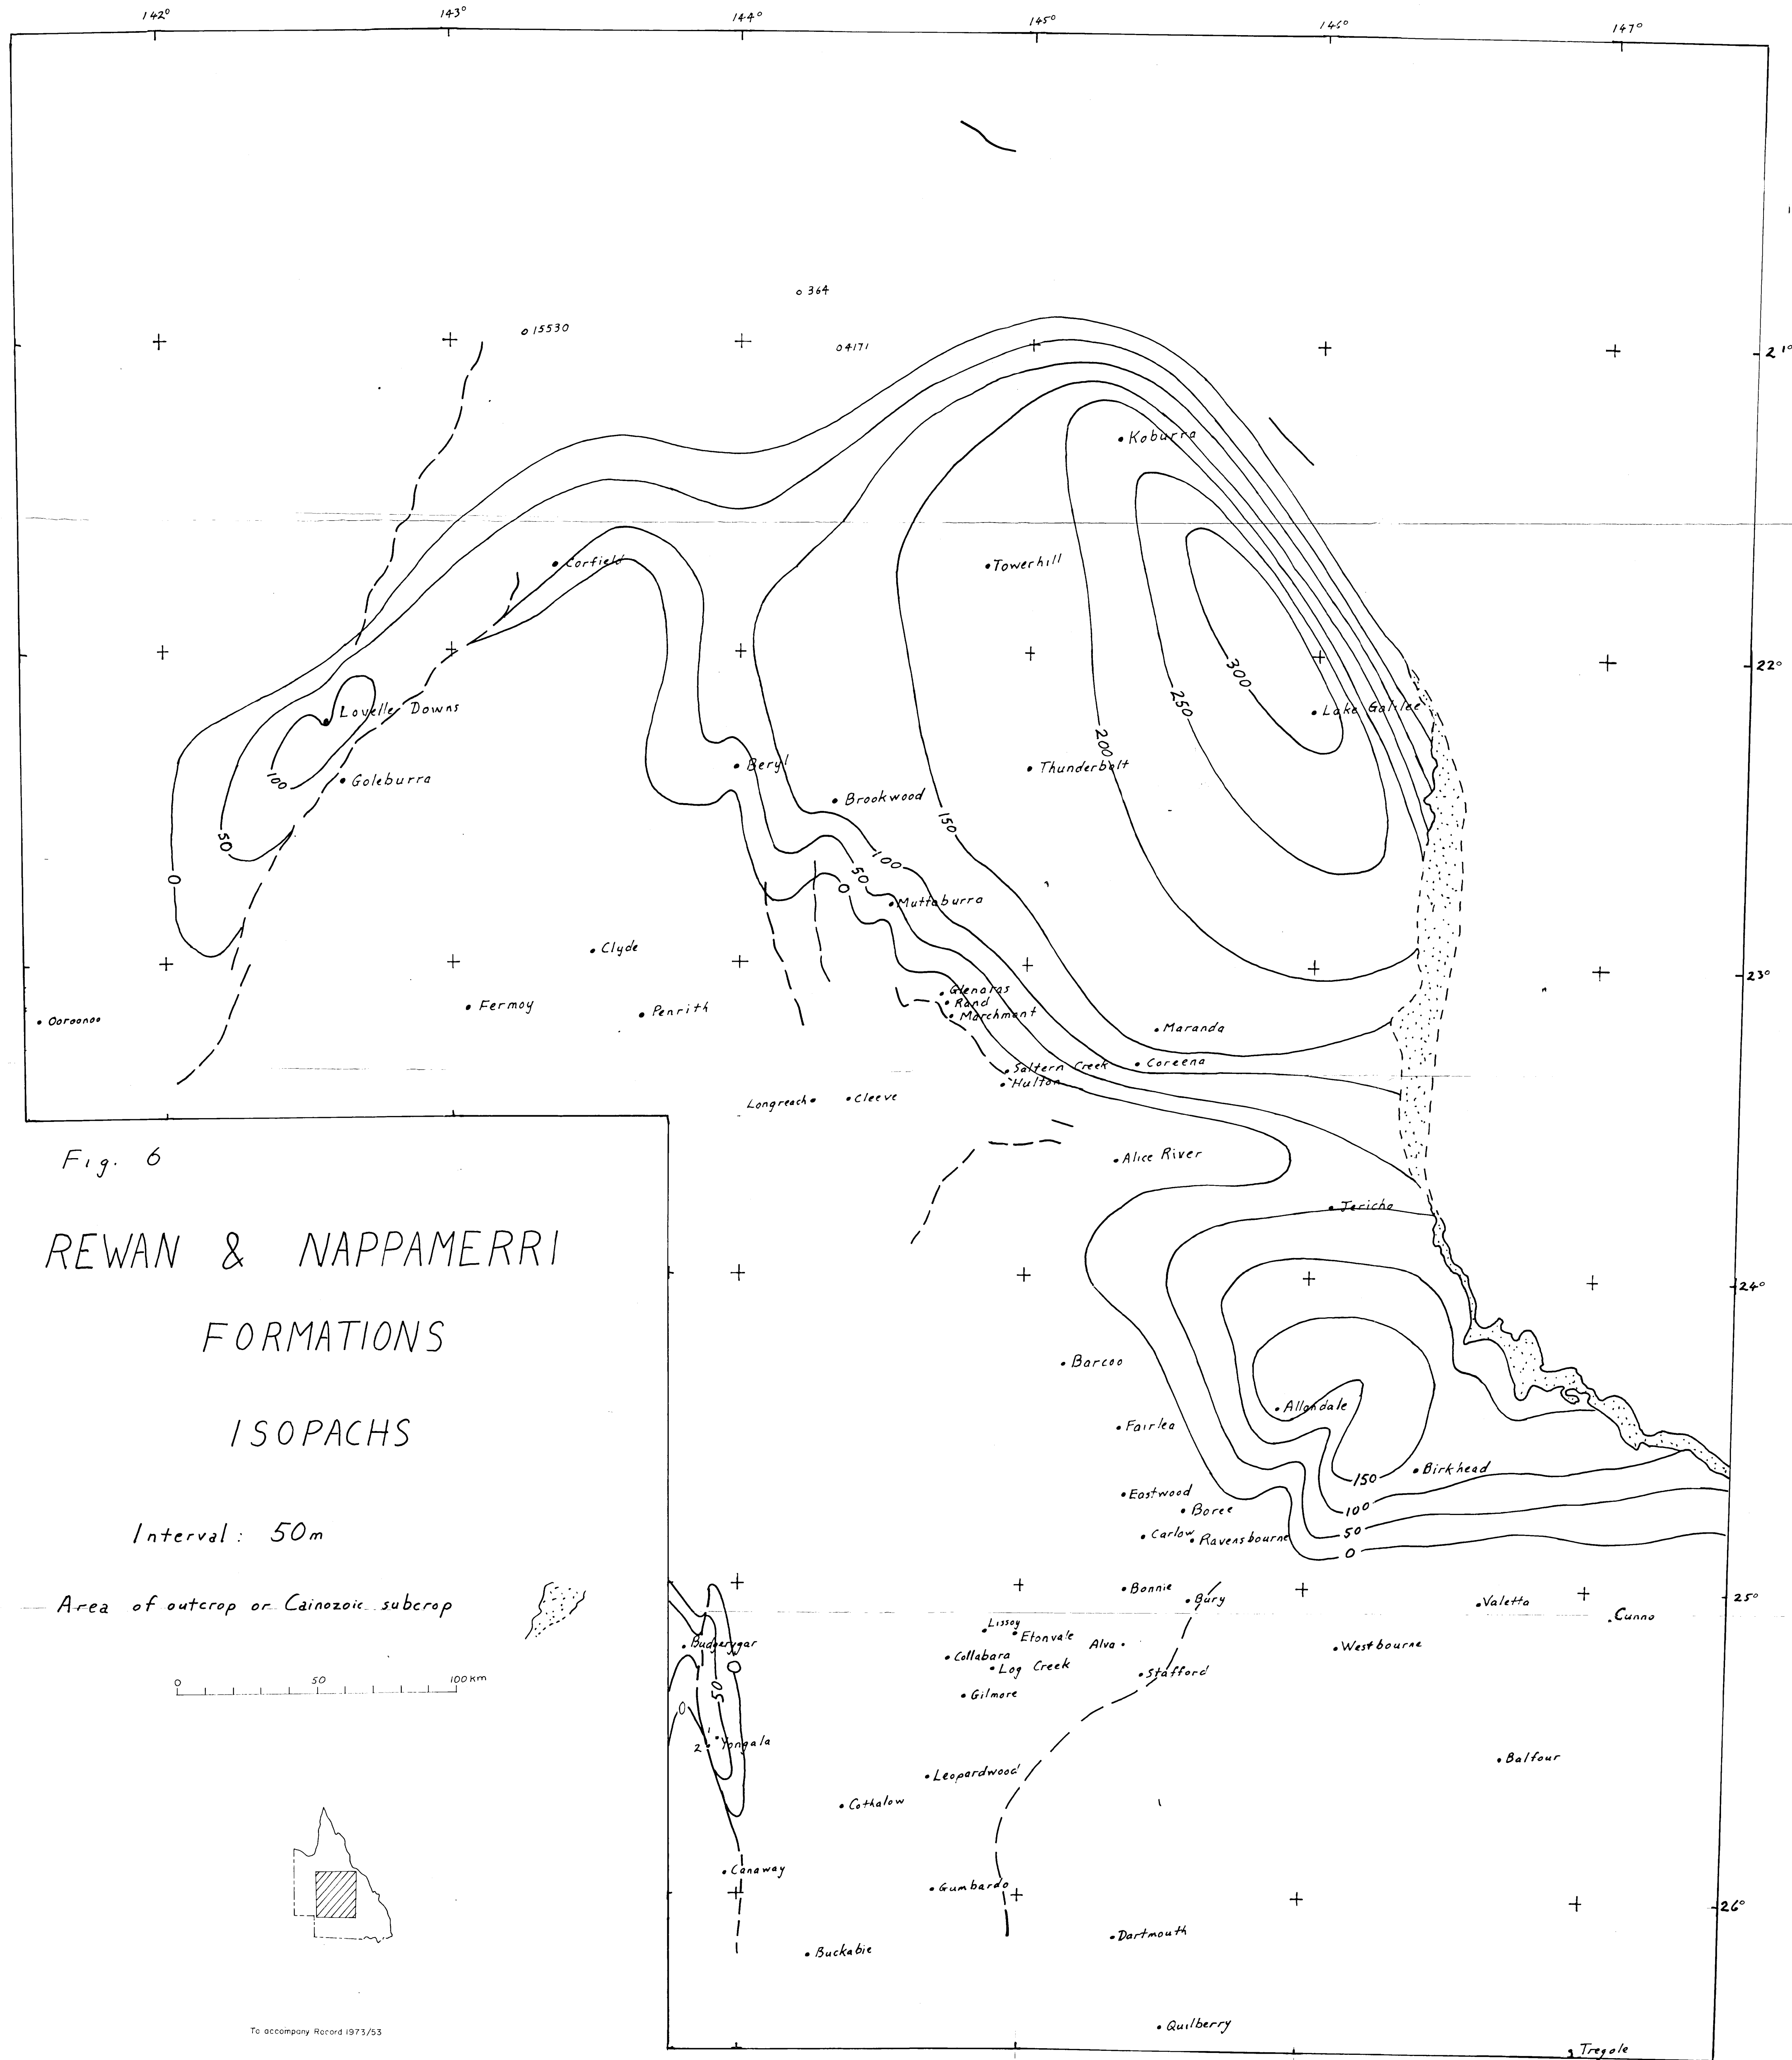 142°
143°
144°
145°
146°
147°
o 364
o 15530
o 4171
21°
Koburra
Corfield
Towerhill
300
22°
Lovelle Downs
250
Lake Galilee
200
Beryl
Thunderbolt
100
Goleburra
Brookwood
150
50
100
50
0
0
Muttaburra
Clyde
23°
Glenaras
Rand
Marchmont
Fermoy
Penrith
Ooroonoo
Maranda
Saltern Creek
Coreena
Hulton
Longreach
Cleeve
Fig. 6
Alice River
Jericho
REWAN & NAPPAMERRI
24°
FORMATIONS
Barcoo
Allandale
Fairlea
ISOPACHS
150
Birkhead
Eastwood
Boree
100
Interval: 50m
Carlow
Ravensbourne
50
0
Bonnie
Bury
Valetta
25°
Area of outcrop or Cainozoic subcrop
Cunno
Lissoy
Etonvale
Alva
Budgerygar
Westbourne
Collabara
Log Creek
0
Stafford
0 50 100 km
50
Gilmore
0
1
2
Yongala
Balfour
Leopardwood
Cothalow
Canaway
Gumbardo
26°
Dartmouth
Buckabie
To accompany Record 1973/53
Quilberry
Tregole